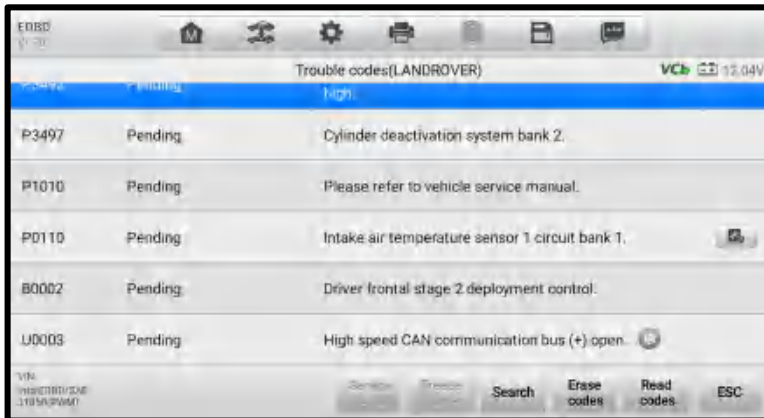 EOBD
Trouble codes(LANDROVER) VCb 12.04V
Pending high.
P3497 Pending Cylinder deactivation system bank 2.
P1010 Pending Please refer to vehicle service manual.
P0110 Pending Intake air temperature sensor 1 circuit bank 1.
B0002 Pending Driver frontal stage 2 deployment control.
U0003 Pending High speed CAN communication bus (+) open.
VIN
Search Erase codes Read codes ESC